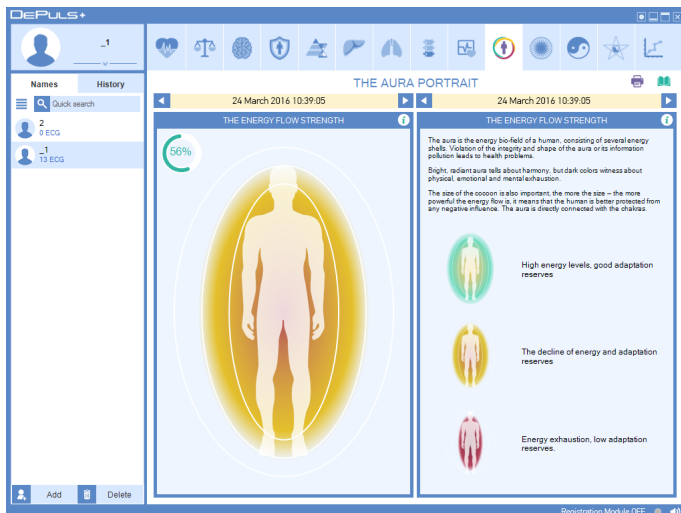 DePuls+
_1
Names
History
Quick search
2
0 ECG
_1
13 ECG
Add
Delete
THE AURA PORTRAIT
24 March 2016 10:39:05
THE ENERGY FLOW STRENGTH
i
56%
24 March 2016 10:39:05
THE ENERGY FLOW STRENGTH
i
The aura is the energy bio-field of a human, consisting of several energy
shells. Violation of the integrity and shape of the aura or its information
pollution leads to health problems.
Bright, radiant aura tells about harmony, but dark colors witness about
physical, emotional and mental exhaustion.
The size of the cocoon is also important, the more the size – the more
powerful the energy flow is, it means that the human is better protected from
any negative influence. The aura is directly connected with the chakras.
High energy levels, good adaptation
reserves
The decline of energy and adaptation
reserves
Energy exhaustion, low adaptation
reserves.
Registration Module OFF